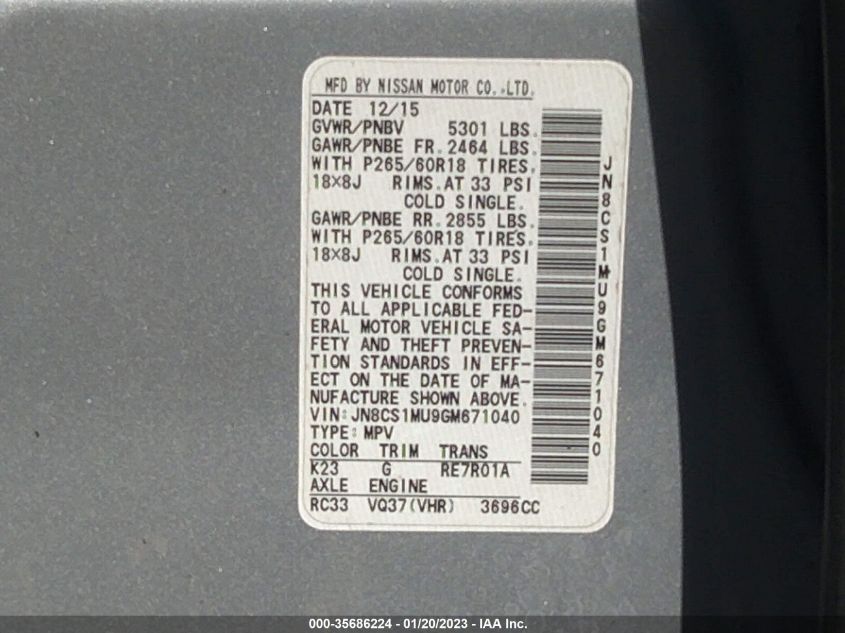 MFD BY NISSAN MOTOR CO.,LTD.
DATE 12/15
GVWR/PNBV 5301 LBS.
GAWR/PNBE FR. 2464 LBS.
WITH P265/60R18 TIRES.
18X8J RIMS.AT 33 PSI
COLD SINGLE.
GAWR/PNBE RR. 2855 LBS.
WITH P265/60R18 TIRES.
18X8J RIMS.AT 33 PSI
COLD SINGLE.
THIS VEHICLE CONFORMS
TO ALL APPLICABLE FED-
ERAL MOTOR VEHICLE SA-
FETY AND THEFT PREVEN-
TION STANDARDS IN EFF-
ECT ON THE DATE OF MA-
NUFACTURE SHOWN ABOVE.
VIN: JN8CS1MU9GM671040
TYPE: MPV
COLOR TRIM TRANS
K23 G RE7R01A
AXLE ENGINE
RC33 VQ37(VHR) 3696CC
JN8CS1MU9GM671040
000-35686224 - 01/20/2023 - IAA Inc.